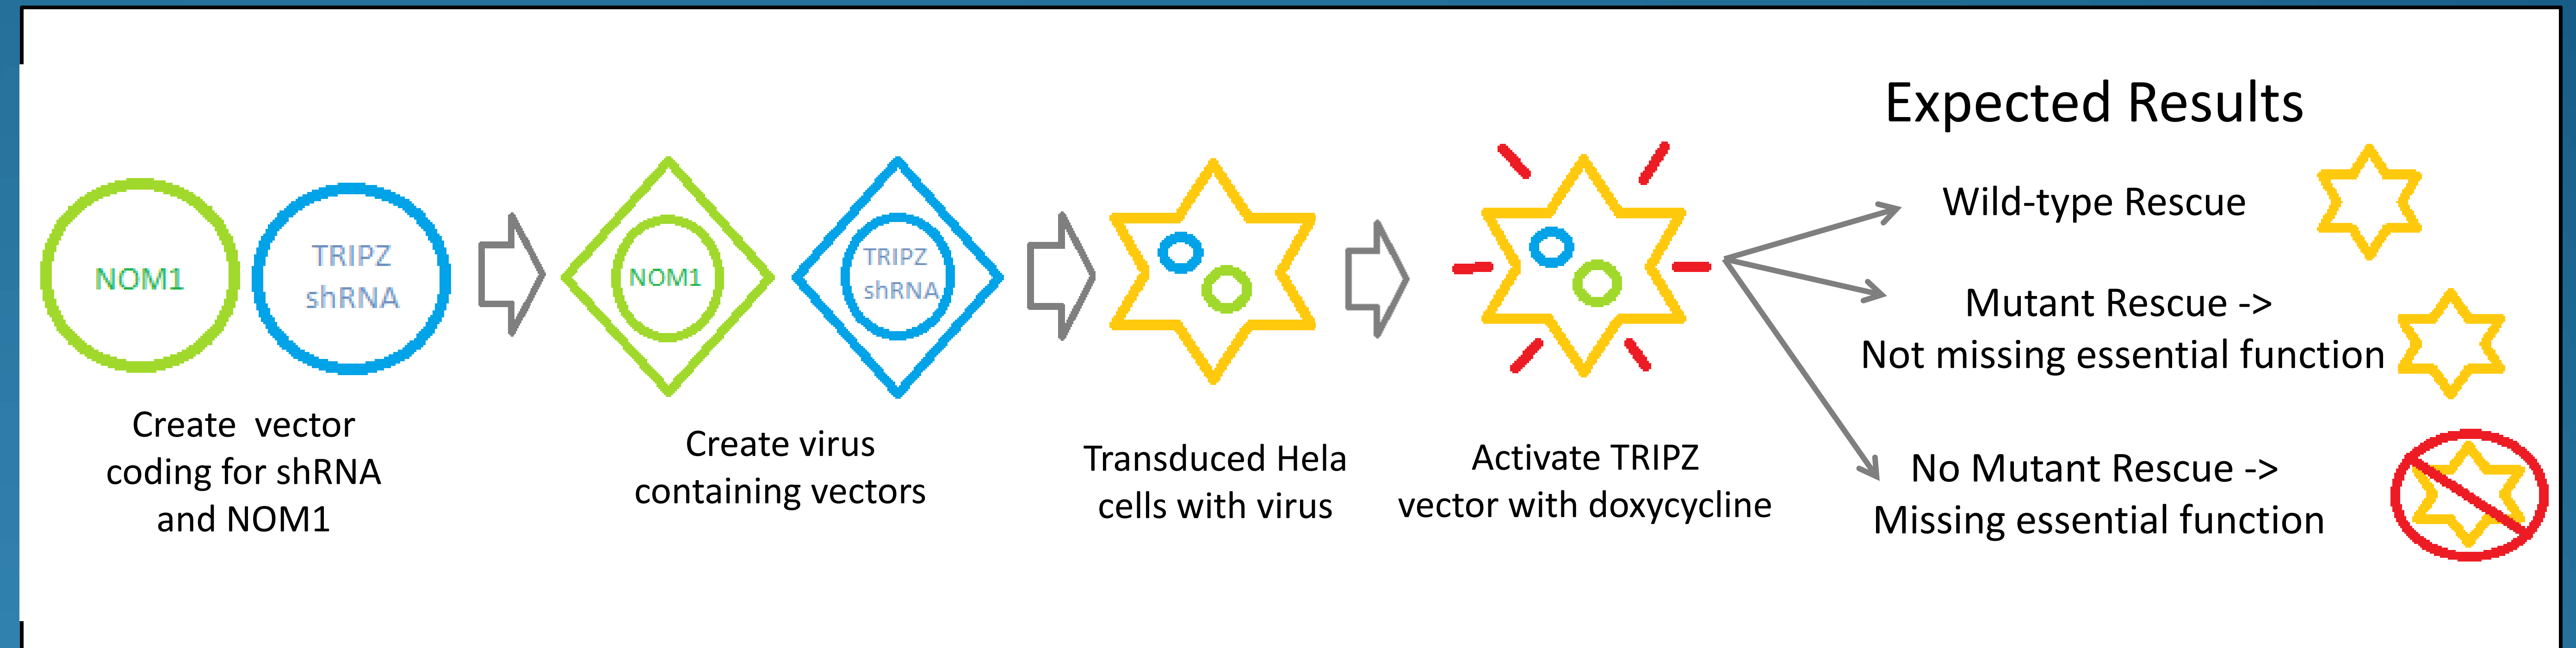 NOM1
TRIPZ
shRNA
Create vector
coding for shRNA
and NOM1
NOM1
TRIPZ
shRNA
Create virus
containing vectors
Transduced Hela
cells with virus
Activate TRIPZ
vector with doxycycline
Expected Results
Wild-type Rescue
Mutant Rescue ->
Not missing essential function
No Mutant Rescue ->
Missing essential function